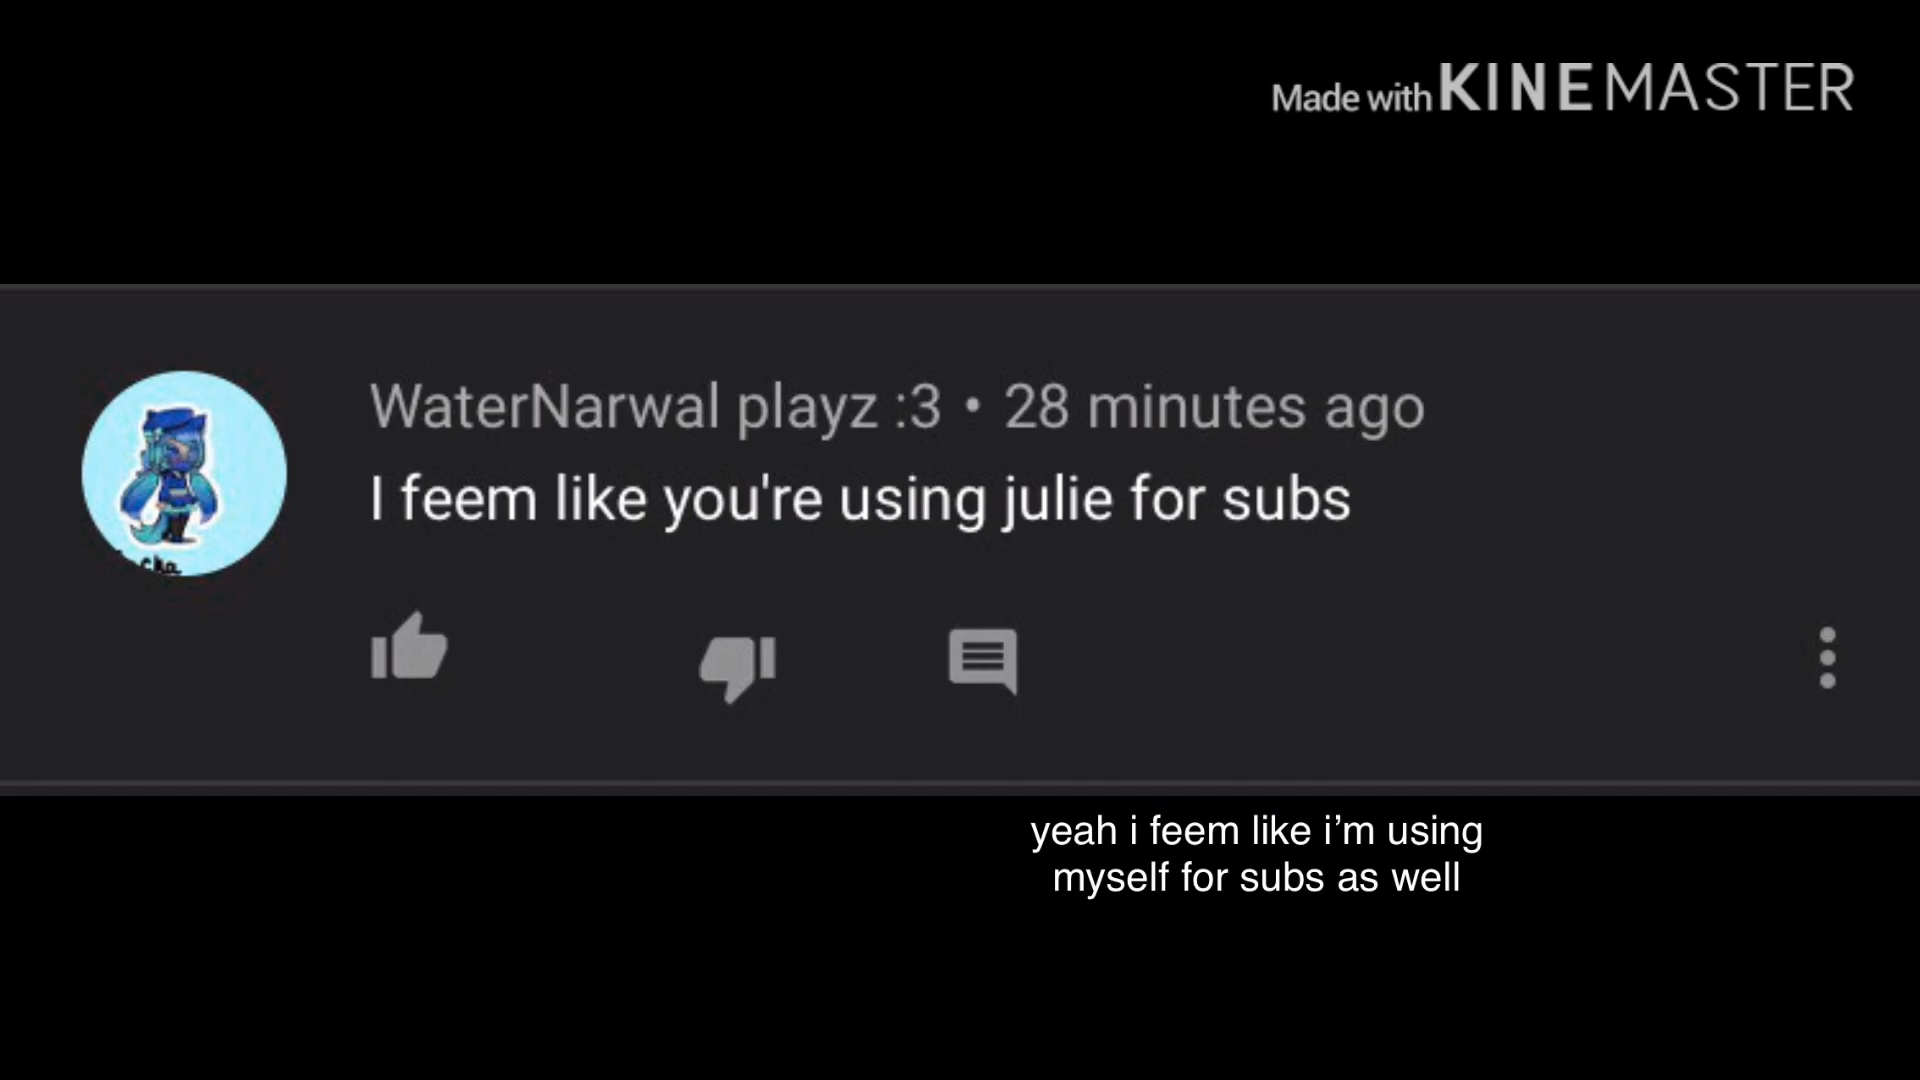 Made with KINEMASTER
WaterNarwal playz :3 • 28 minutes ago
I feem like you're using julie for subs
yeah i feem like i’m using
myself for subs as well